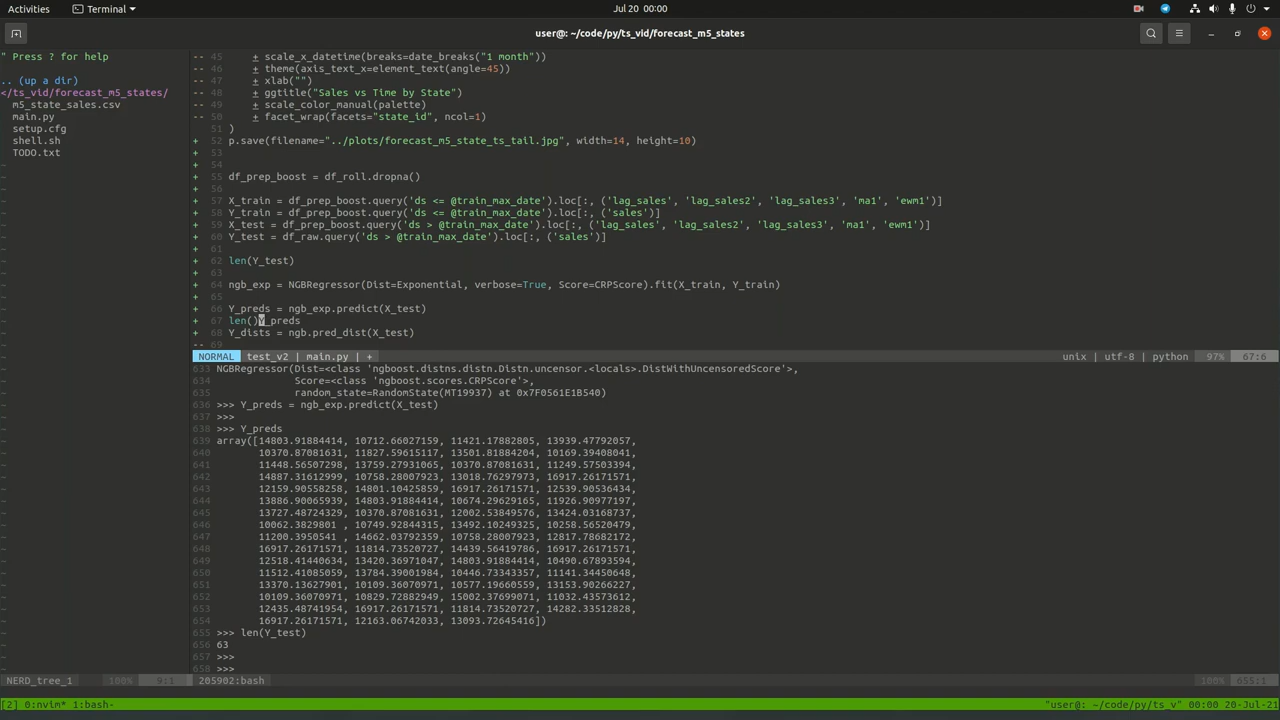 Activities
Terminal
Jul 20 00:00
user@: ~/code/py/ts_vid/forecast_m5_states
" Press ? for help
.. (up a dir)
</ts_vid/forecast_m5_states/
m5_state_sales.csv
main.py
setup.cfg
shell.sh
TODO.txt
-- 45 + scale_x_datetime(breaks=date_breaks("1 month"))
-- 46 + theme(axis_text_x=element_text(angle=45))
-- 47 + xlab("")
-- 48 + ggtitle("Sales vs Time by State")
-- 49 + scale_color_manual(palette)
-- 50 + facet_wrap(facets="state_id", ncol=1)
51 )
+ 52 p.save(filename="../plots/forecast_m5_state_ts_tail.jpg", width=14, height=10)
+ 53
+ 54
+ 55 df_prep_boost = df_roll.dropna()
+ 56
+ 57 X_train = df_prep_boost.query('ds <= @train_max_date').loc[:, ('lag_sales', 'lag_sales2', 'lag_sales3', 'ma1', 'ewm1')]
+ 58 Y_train = df_prep_boost.query('ds <= @train_max_date').loc[:, ('sales')]
+ 59 X_test = df_prep_boost.query('ds > @train_max_date').loc[:, ('lag_sales', 'lag_sales2', 'lag_sales3', 'ma1', 'ewm1')]
+ 60 Y_test = df_raw.query('ds > @train_max_date').loc[:, ('sales')]
+ 61
+ 62 len(Y_test)
+ 63
+ 64 ngb_exp = NGBRegressor(Dist=Exponential, verbose=True, Score=CRPScore).fit(X_train, Y_train)
+ 65
+ 66 Y_preds = ngb_exp.predict(X_test)
+ 67 len()Y_preds
+ 68 Y_dists = ngb.pred_dist(X_test)
-- 69
NORMAL test_v2 | main.py | + unix | utf-8 | python 97% 67:6
633 NGBRegressor(Dist=<class 'ngboost.distns.distn.Distn.uncensor.<locals>.DistWithUncensoredScore'>,
634 Score=<class 'ngboost.scores.CRPScore'>,
635 random_state=RandomState(MT19937) at 0x7F0561E1B540)
636 >>> Y_preds = ngb_exp.predict(X_test)
637 >>>
638 >>> Y_preds
639 array([14803.91884414, 10712.66027159, 11421.17882805, 13939.47792057,
640 10370.87081631, 11827.59615117, 13501.81884204, 10169.39408041,
641 11448.56507298, 13759.27931065, 10370.87081631, 11249.57503394,
642 14887.31612999, 10758.28007923, 13018.76297973, 16917.26171571,
643 12159.90558258, 14801.10425859, 16917.26171571, 12539.90536434,
644 13886.90065939, 14803.91884414, 10674.29629165, 11926.90977197,
645 13727.48724329, 10370.87081631, 12002.53849576, 13424.03168737,
646 10062.3829801 , 10749.92844315, 13492.10249325, 10258.56520479,
647 11200.3950541 , 14662.03792359, 10758.28007923, 12817.78682172,
648 16917.26171571, 11814.73520727, 14439.56419786, 16917.26171571,
649 12518.41440634, 13420.36971047, 14803.91884414, 10490.67893594,
650 11512.41085059, 13784.39001984, 10446.73343357, 11141.34450648,
651 13370.13627901, 10109.36070971, 10577.19660559, 13153.90266227,
652 10109.36070971, 10829.72882949, 15002.37699071, 11032.43573612,
653 12435.48741954, 16917.26171571, 11814.73520727, 14282.33512828,
654 16917.26171571, 12163.06742033, 13093.72645416])
655 >>> len(Y_test)
656 63
657 >>>
658 >>>
NERD_tree_1 100% 9:1 205902:bash 100% 655:1
[2] 0:nvim* 1:bash- "user@: ~/code/py/ts_v" 00:00 20-Jul-21